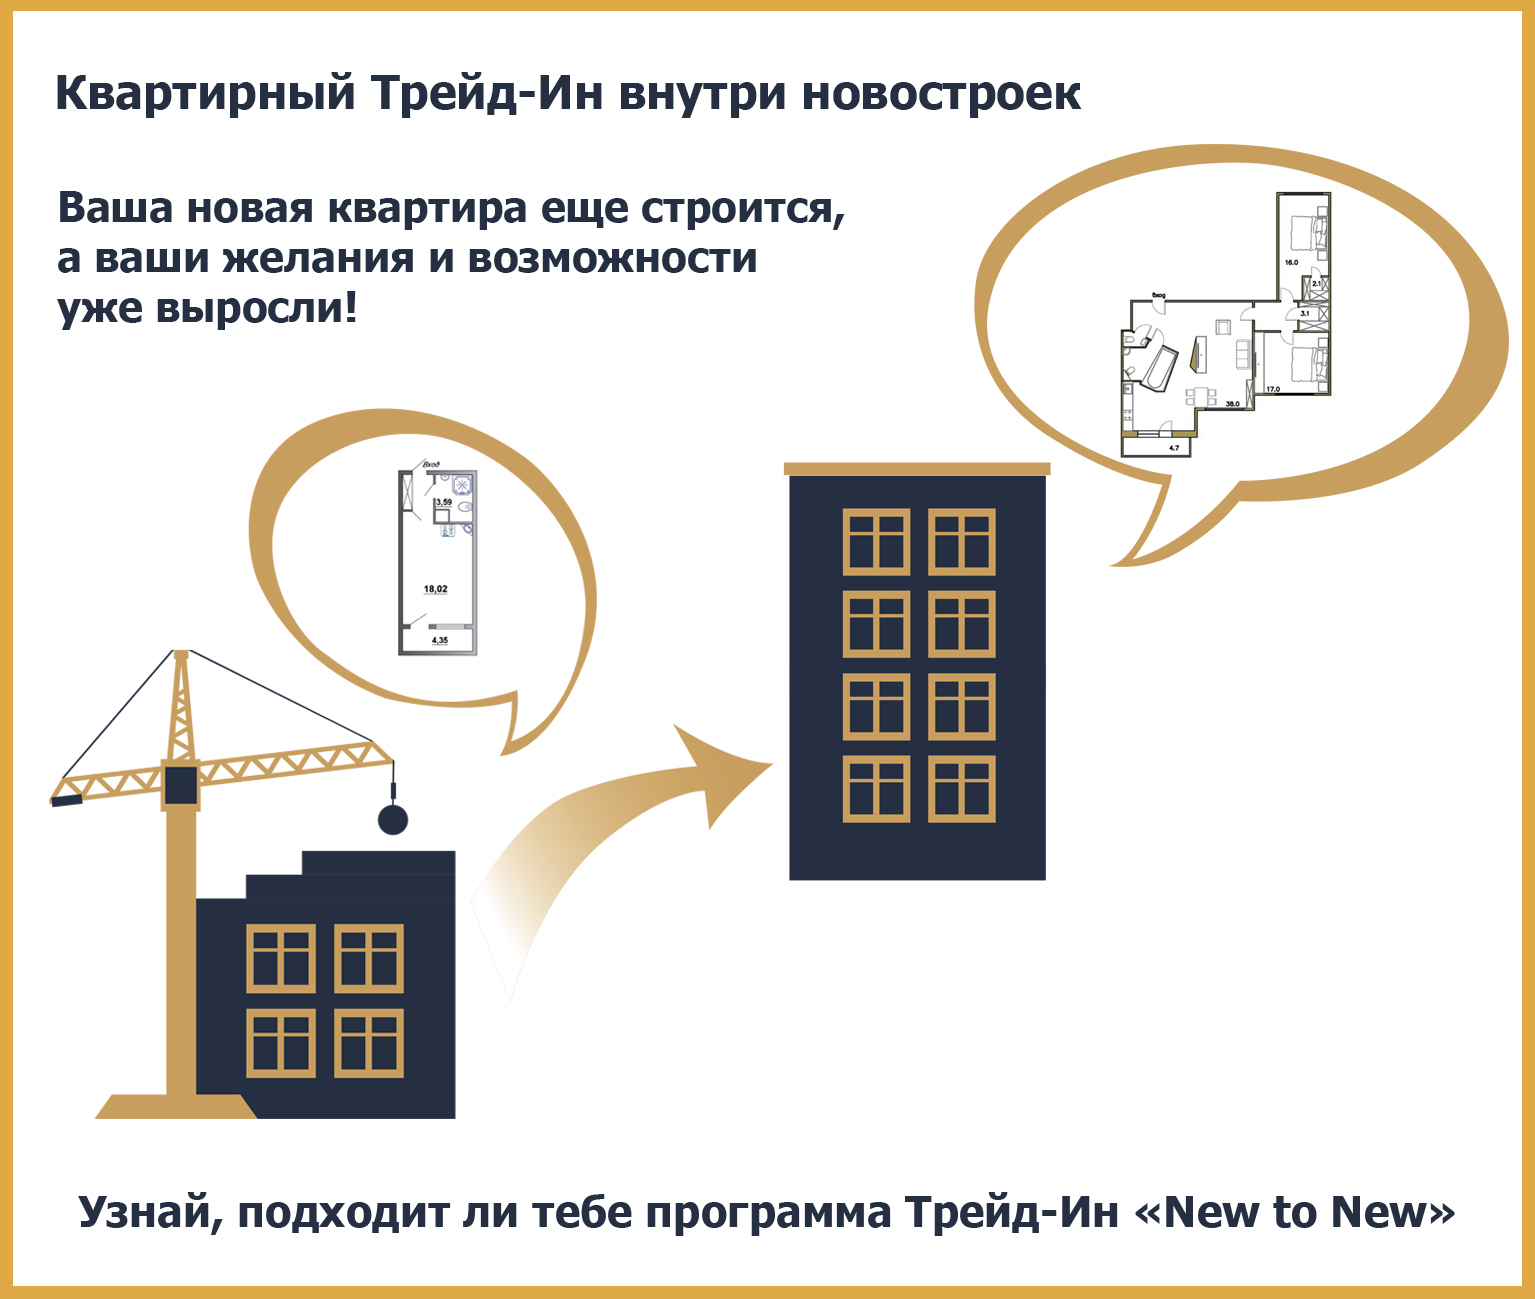 Квартирный Трейд-Ин внутри новостроек
Ваша новая квартира еще строится,
а ваши желания и возможности
уже выросли!
16.0
2.1
вход
3.1
17.0
38.0
4.7
Вход
3,59
18,02
4,35
Узнай, подходит ли тебе программа Трейд-Ин «New to New»